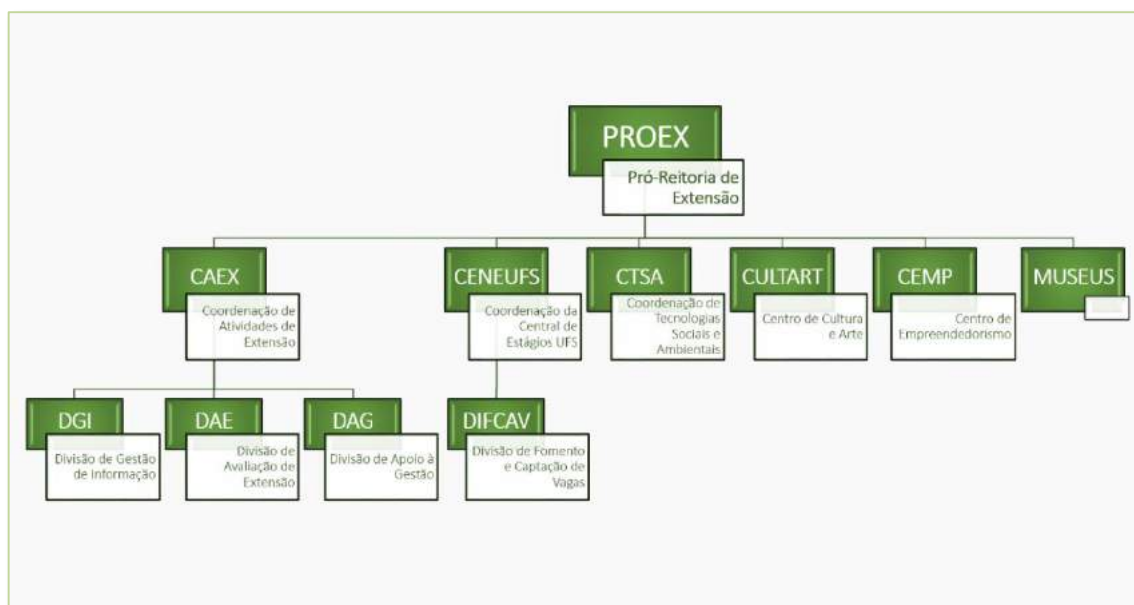 PROEX
Pró-Reitoria de
Extensão
CAEX
Coordenação de
Atividades de
Extensão
CENEUFS
Coordenação da
Central de
Estágios UFS
CTSA
Coordenação de
Tecnologias
Sociais e
Ambientais
CULTART
Centro de Cultura
e Arte
CEMP
Centro de
Empreendedorismo
MUSEUS
DGI
Divisão de Gestão
de Informação
DAE
Divisão de
Avaliação de
Extensão
DAG
Divisão de Apoio à
Gestão
DIFCAV
Divisão de Fomento
e Captação de
Vagas